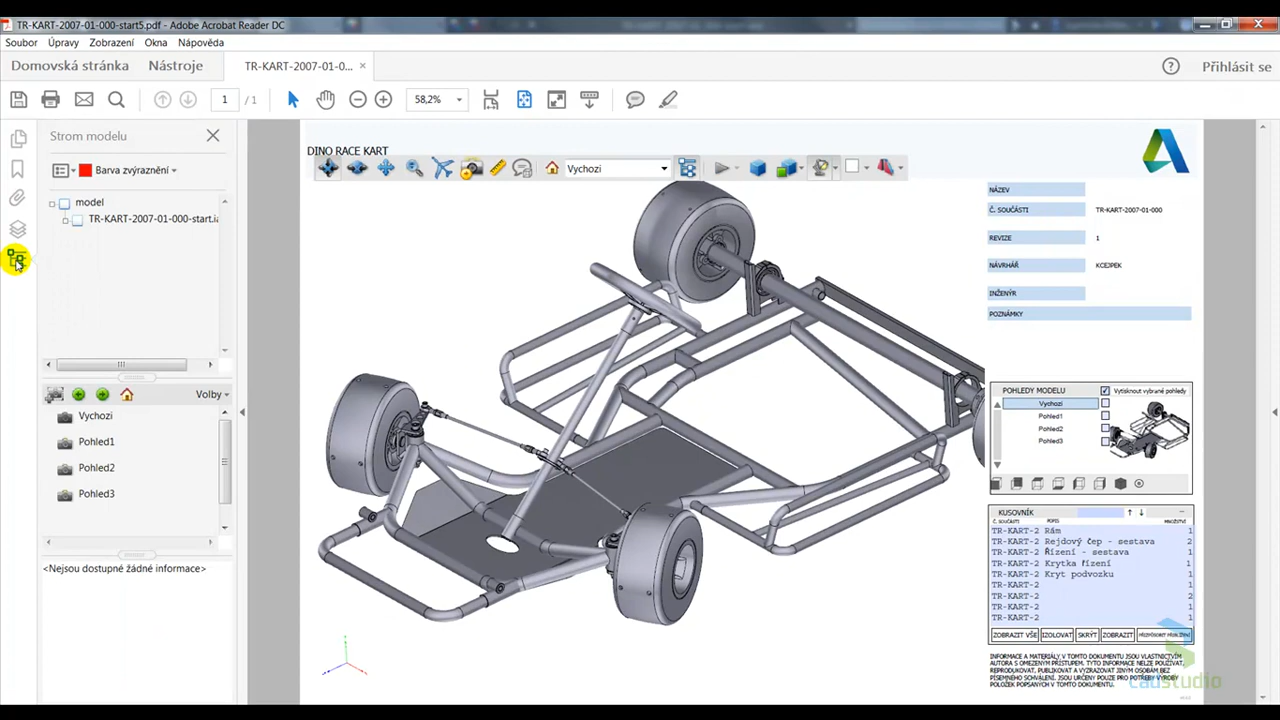 TR-KART-2007-01-000-start5.pdf - Adobe Acrobat Reader DC
Soubor Úpravy Zobrazení Okna Nápověda
Domovská stránka Nástroje TR-KART-2007-01-0... × Přihlásit se
1 / 1 58,2%
Strom modelu
Barva zvýraznění
model
TR-KART-2007-01-000-start.ia
Volby
Vychozi
Pohled1
Pohled2
Pohled3
<Nejsou dostupné žádné informace>
DINO RACE KART
Vychozi
NÁZEV
Č. SOUČÁSTI TR-KART-2007-01-000
REVIZE 1
NÁVRHÁŘ KCEJPEK
INŽENÝR
POZNÁMKY
POHLEDY MODELU Vytisknout vybrané pohledy
Vychozi
Pohled1
Pohled2
Pohled3
KUSOVNÍK
Č. SOUČÁSTI POPIS MNOŽSTVÍ
TR-KART-2 Rám 1
TR-KART-2 Rejdový čep - sestava 2
TR-KART-2 Řízení - sestava 1
TR-KART-2 Krytka řízení 1
TR-KART-2 Kryt podvozku 1
TR-KART-2 1
TR-KART-2 2
TR-KART-2 1
TR-KART-2 1
ZOBRAZIT VŠE IZOLOVAT SKRÝT ZOBRAZIT
INFORMACE A MATERIÁLY V TOMTO DOKUMENTU JSOU VLASTNICTVÍM
AUTORA S OMEZENÝM PŘÍSTUPEM. TYTO INFORMACE NELZE POUŽÍVAT,
REPRODUKOVAT, PUBLIKOVAT A VYZRAZOVAT JINÝM OSOBÁM BEZ
PÍSEMNÉHO SCHVÁLENÍ. JSOU URČENY POUZE PRO POTŘEBY VÝROBY
POLOŽEK POPSANÝCH V TOMTO DOKUMENTU.
cadstudio